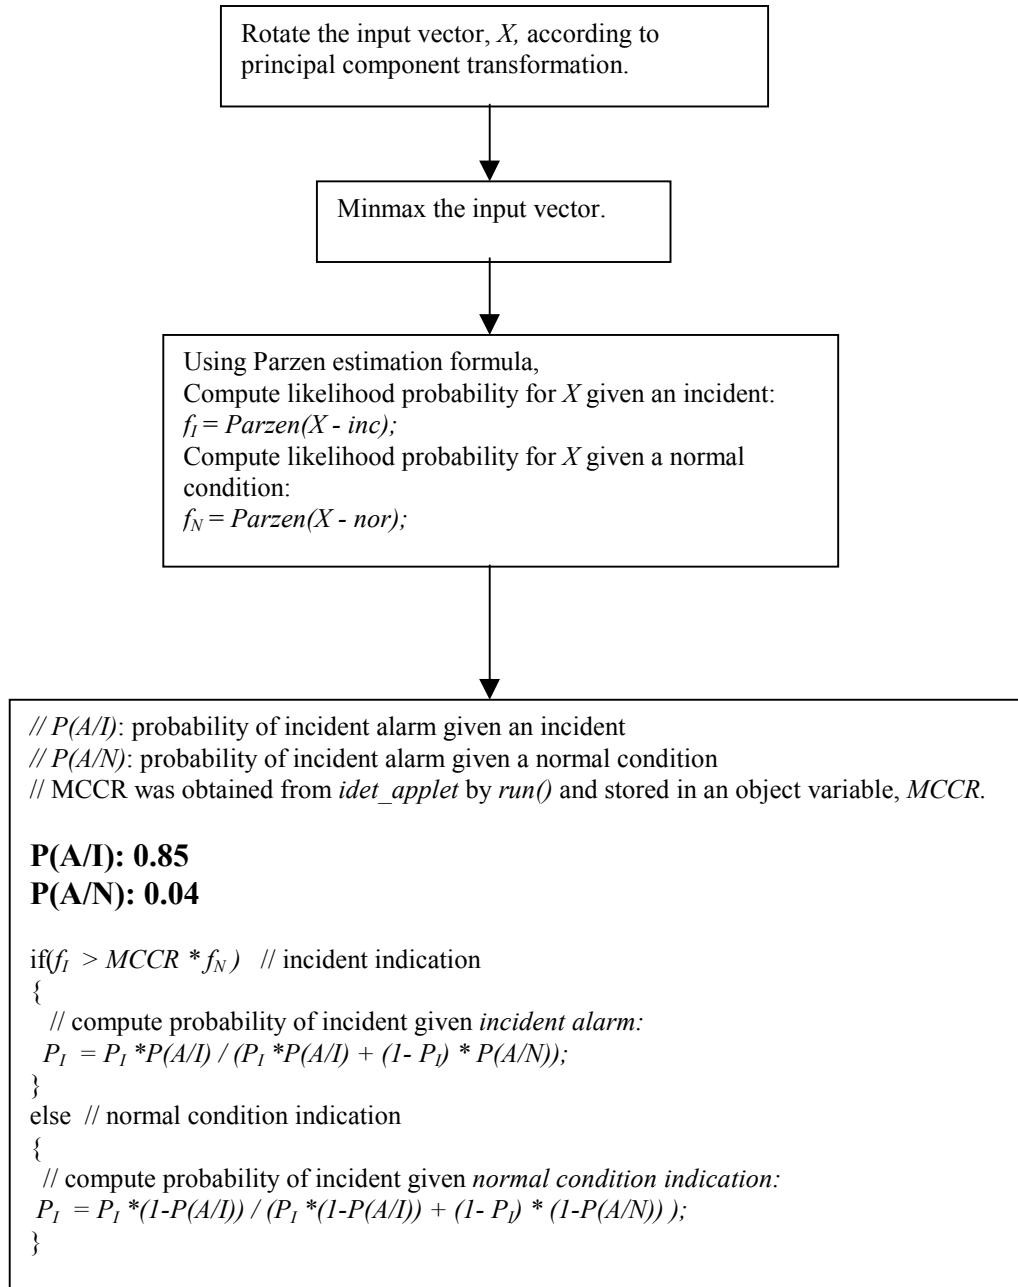 Rotate the input vector, X, according to
principal component transformation.
Minmax the input vector.
Using Parzen estimation formula,
Compute likelihood probability for X given an incident:
f_I = Parzen(X - inc);
Compute likelihood probability for X given a normal
condition:
f_N = Parzen(X - nor);
// P(A/I): probability of incident alarm given an incident
// P(A/N): probability of incident alarm given a normal condition
// MCCR was obtained from idet_applet by run() and stored in an object variable, MCCR.
P(A/I): 0.85
P(A/N): 0.04
if(f_I > MCCR * f_N ) // incident indication
{
// compute probability of incident given incident alarm:
P_I = P_I *P(A/I) / (P_I *P(A/I) + (1- P_I) * P(A/N));
}
else // normal condition indication
{
// compute probability of incident given normal condition indication:
P_I = P_I *(1-P(A/I)) / (P_I *(1-P(A/I)) + (1- P_I) * (1-P(A/N)) );
}